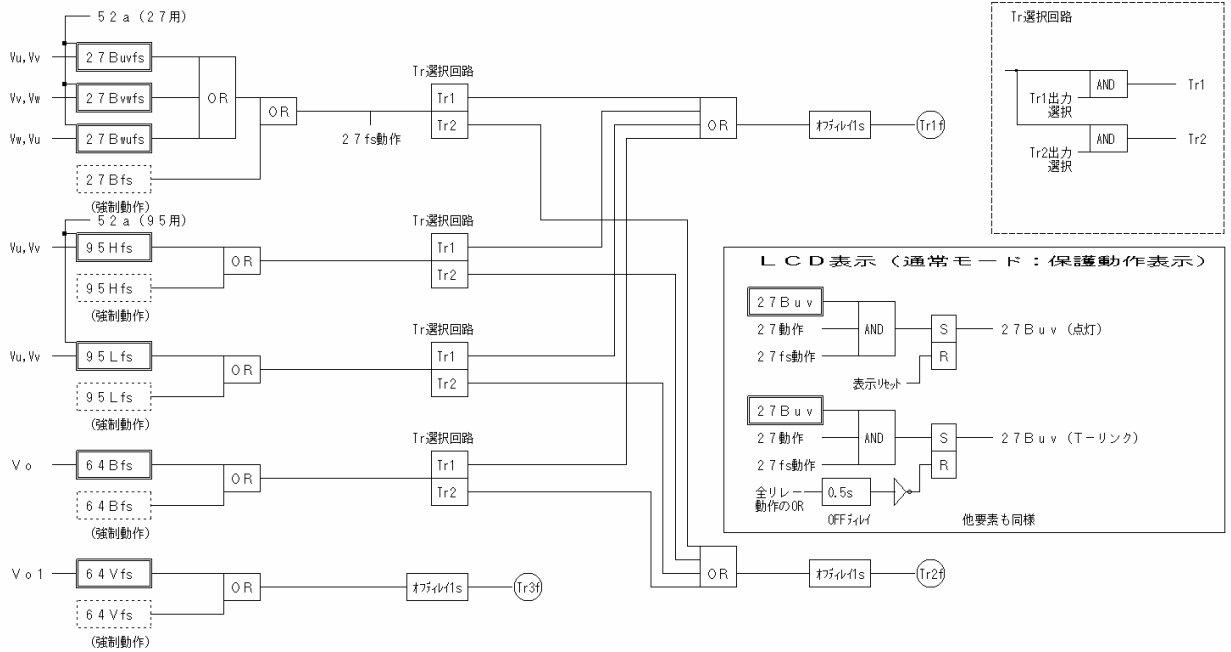 52a (27用)
Vu,Vv
27Buvfs
Vv,Vw
27Bvwfs
Vw,Vu
27Bwufs
OR
OR
27fs動作
27Bfs
(強制動作)
Tr選択回路
Tr1
Tr2
OR
オフディレイ1s
Tr1f
52a (95用)
Vu,Vv
95Hfs
95Hfs
(強制動作)
OR
Tr選択回路
Tr1
Tr2
Vu,Vv
95Lfs
95Lfs
(強制動作)
OR
Tr選択回路
Tr1
Tr2
Vo
64Bfs
64Bfs
(強制動作)
OR
Tr選択回路
Tr1
Tr2
OR
オフディレイ1s
Tr2f
Vo1
64Vfs
64Vfs
(強制動作)
OR
オフディレイ1s
Tr3f
Tr選択回路
AND
Tr1
Tr1出力
選択
AND
Tr2
Tr2出力
選択
LCD表示 (通常モード:保護動作表示)
27Buv
27動作
27fs動作
AND
S
R
27Buv (点灯)
表示リセット
27Buv
27動作
27fs動作
AND
S
R
27Buv (T-リンク)
全リレー
動作のOR
0.5s
OFFディレイ
他要素も同様